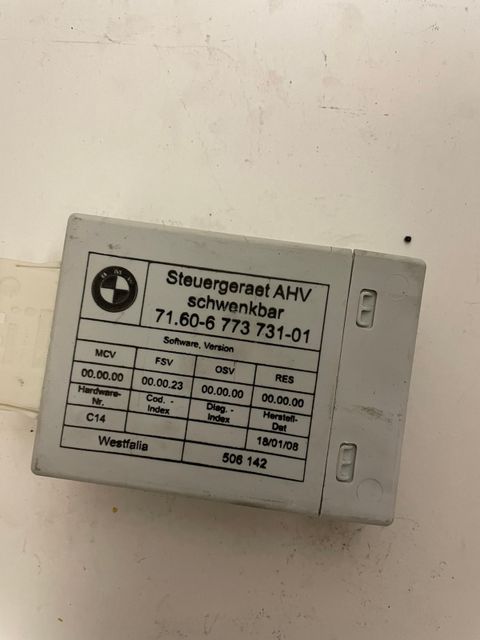 BMW
Steuergeraet AHV
schwenkbar
71.60-6 773 731-01
Software, Version
MCV FSV OSV RES
00.00.00 00.00.23 00.00.00 00.00.00
Hardware-Nr. Cod. -Index Diag. -Index Herstell-Dat
C14 18/01/08
Westfalia 506 142